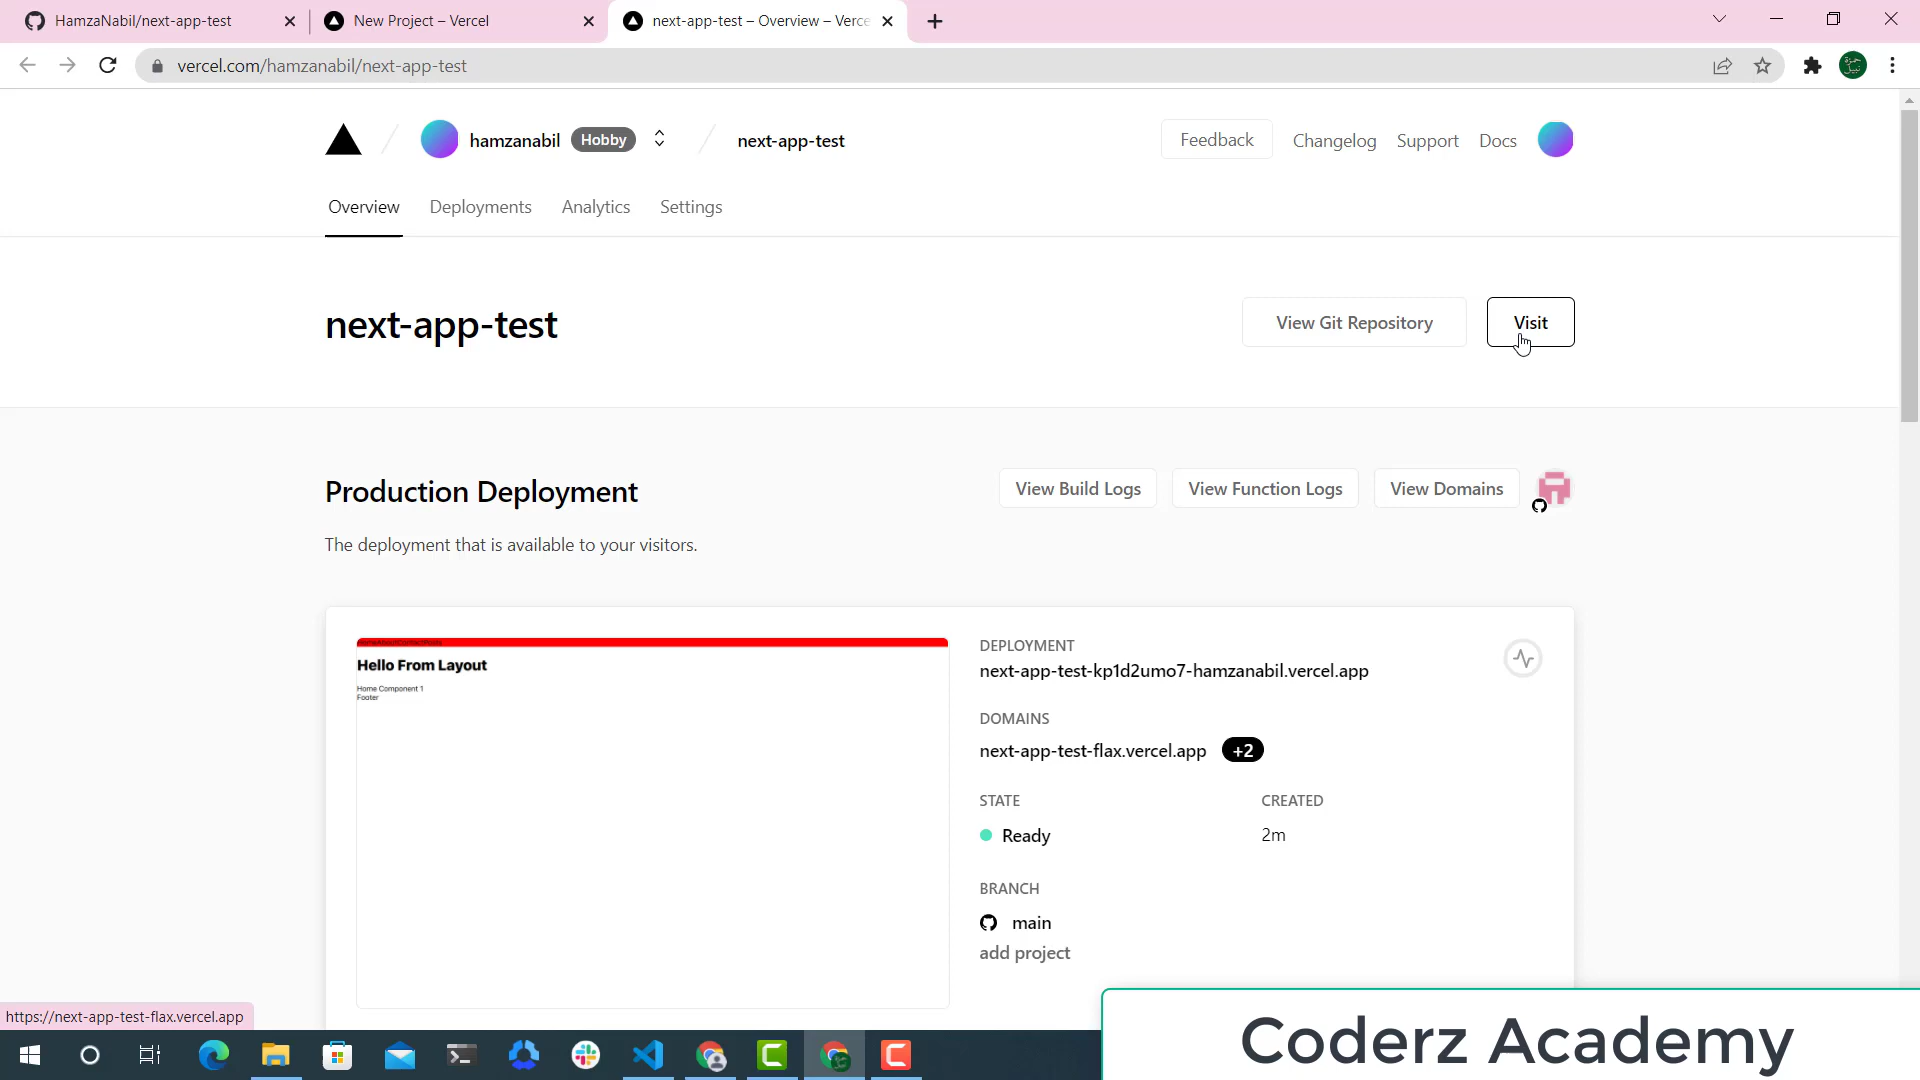 HamzaNabil/next-app-test
New Project – Vercel
next-app-test – Overview – Verce
vercel.com/hamzanabil/next-app-test
hamzanabil Hobby next-app-test
Feedback Changelog Support Docs
Overview Deployments Analytics Settings
next-app-test
View Git Repository Visit
Production Deployment
View Build Logs View Function Logs View Domains
The deployment that is available to your visitors.
Hello From Layout
Home Component 1
Footer
DEPLOYMENT
next-app-test-kp1d2umo7-hamzanabil.vercel.app
DOMAINS
next-app-test-flax.vercel.app +2
STATE CREATED
Ready 2m
BRANCH
main
add project
https://next-app-test-flax.vercel.app
Coderz Academy